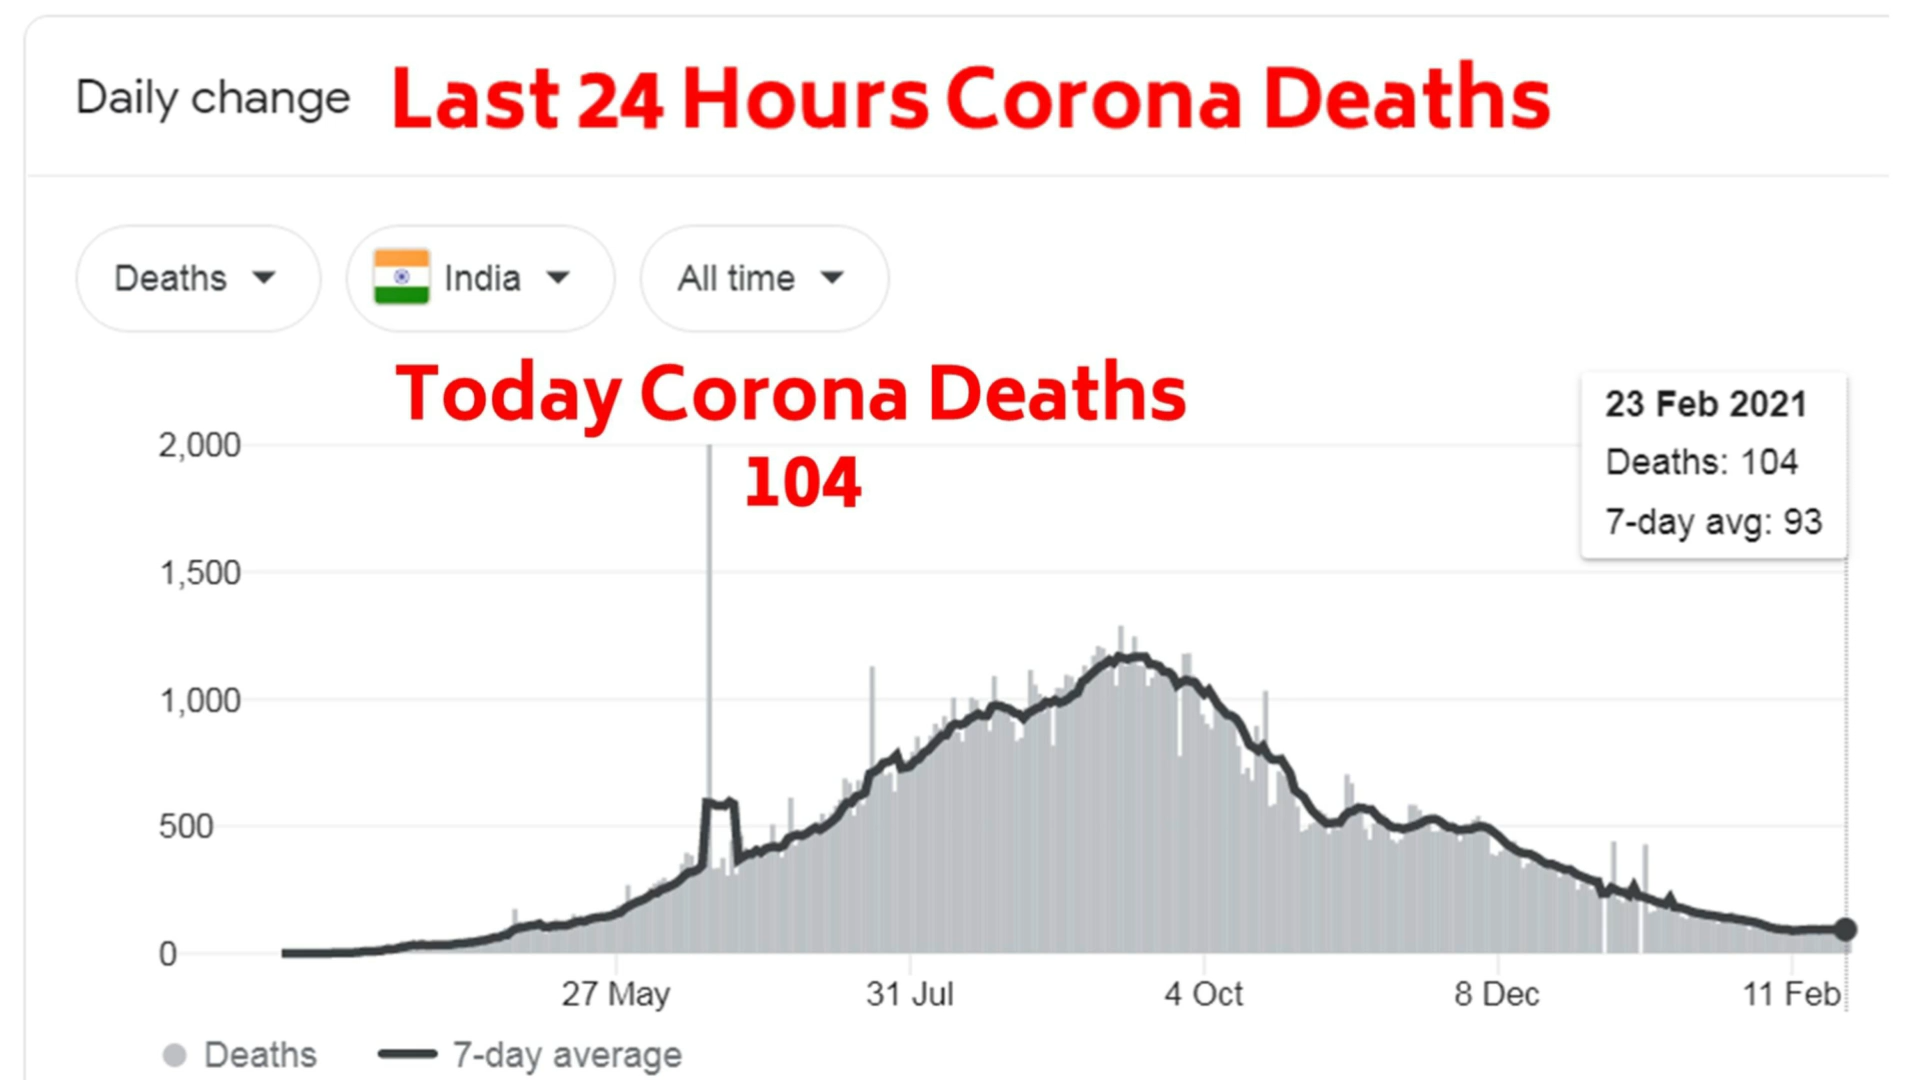 Daily change Last 24 Hours Corona Deaths
Deaths India All time
Today Corona Deaths
104
23 Feb 2021
Deaths: 104
7-day avg: 93
2,000
1,500
1,000
500
0
27 May 31 Jul 4 Oct 8 Dec 11 Feb
Deaths 7-day average